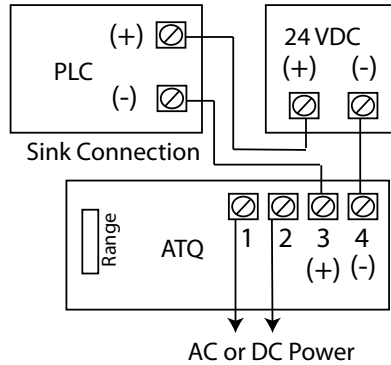 (+)
PLC
(-)
24 VDC
(+) (-)
Sink Connection
Range
ATQ
1 2 3 4
(+) (-)
AC or DC Power